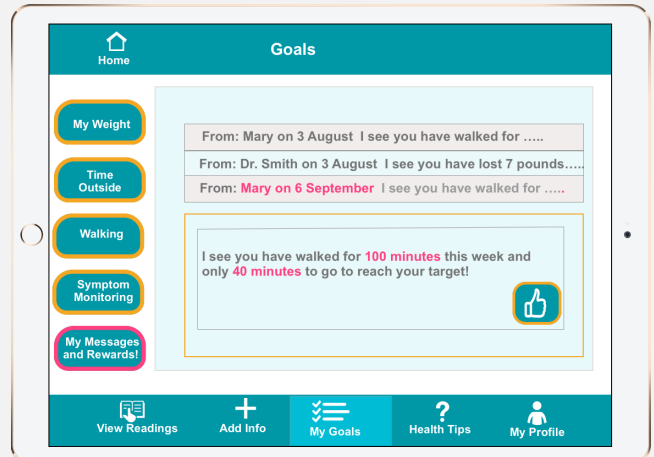 Home
Goals
My Weight
Time
Outside
Walking
Symptom
Monitoring
My Messages
and Rewards!
From: Mary on 3 August I see you have walked for .....
From: Dr. Smith on 3 August I see you have lost 7 pounds.....
From: Mary on 6 September I see you have walked for .....
I see you have walked for 100 minutes this week and
only 40 minutes to go to reach your target!
View Readings
Add Info
My Goals
Health Tips
My Profile